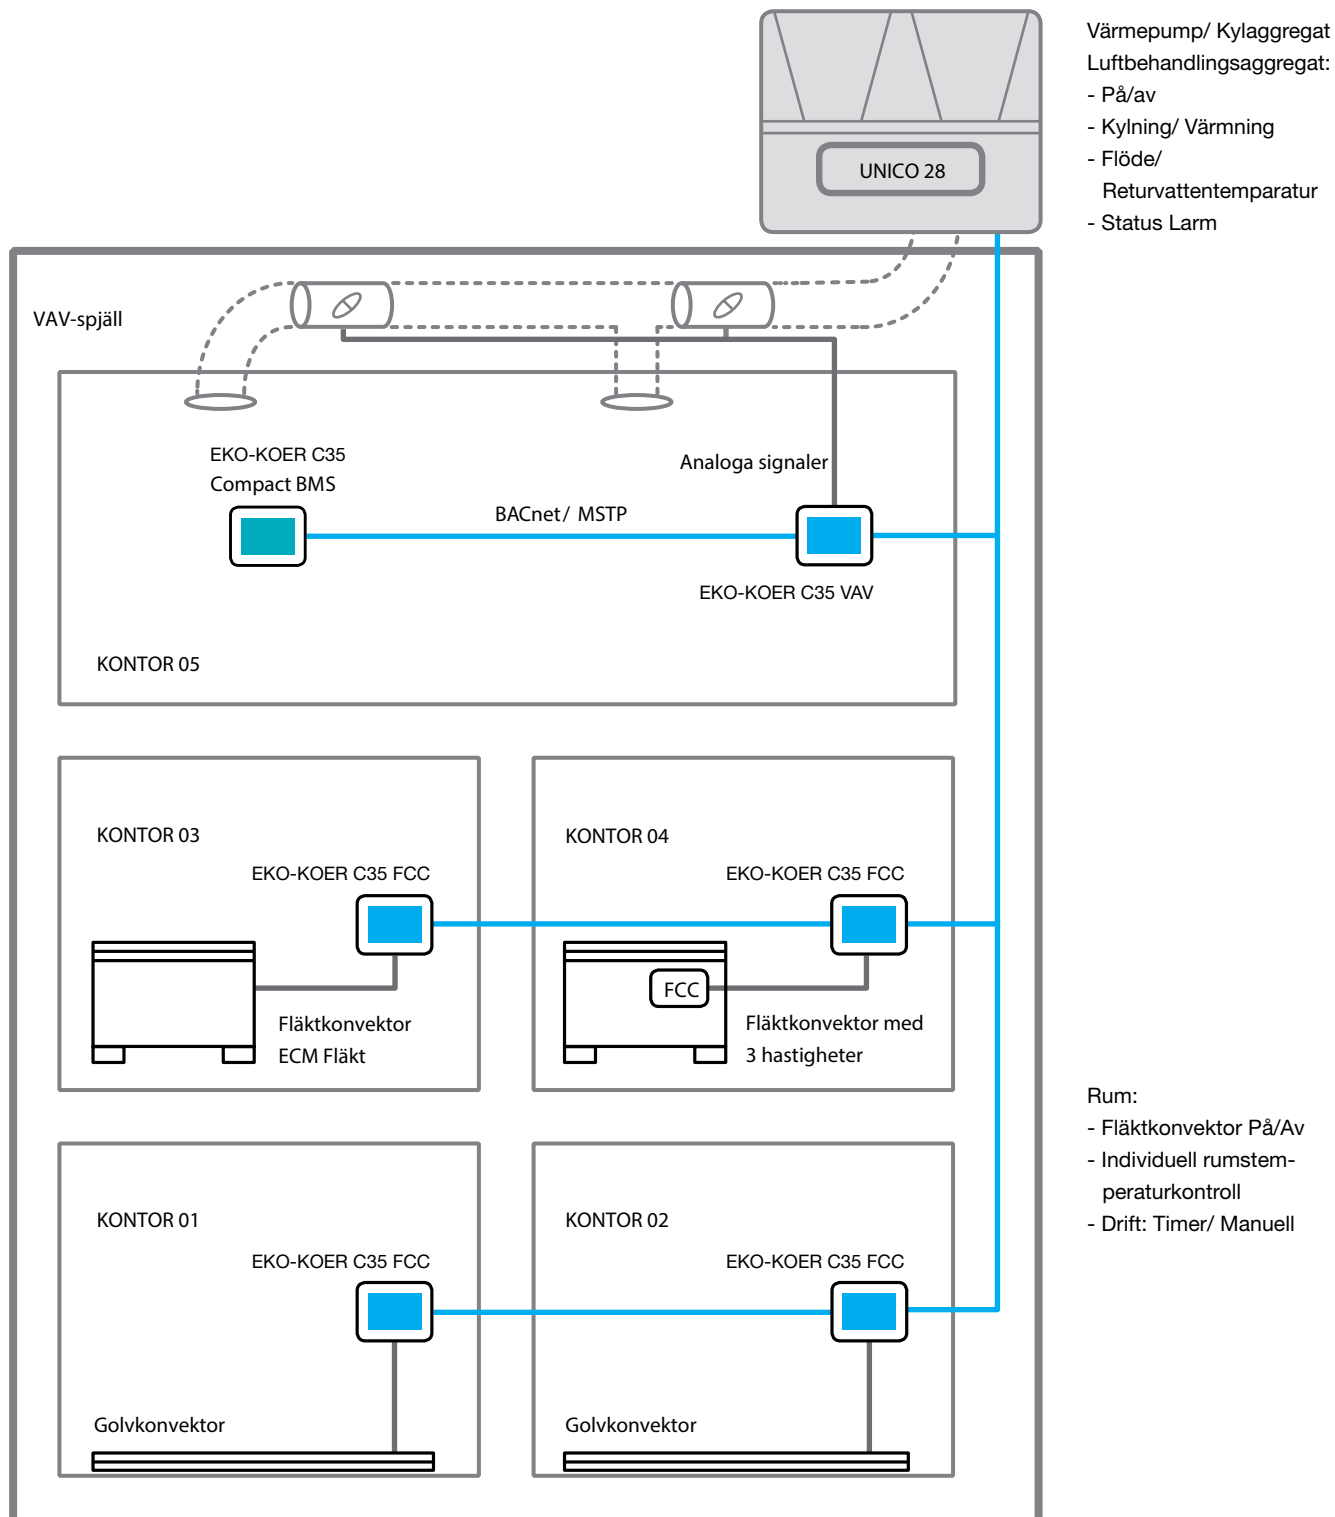 Värmepump/ Kylaggregat
Luftbehandlingsaggregat:
- På/av
- Kylning/ Värmning
- Flöde/
Returvattentemparatur
- Status Larm
UNICO 28
VAV-spjäll
EKO-KOER C35
Compact BMS
Analoga signaler
BACnet/ MSTP
EKO-KOER C35 VAV
KONTOR 05
KONTOR 03
EKO-KOER C35 FCC
Fläktkonvektor
ECM Fläkt
KONTOR 04
EKO-KOER C35 FCC
FCC
Fläktkonvektor med
3 hastigheter
Rum:
- Fläktkonvektor På/Av
- Individuell rumstem-
peraturkontroll
- Drift: Timer/ Manuell
KONTOR 01
EKO-KOER C35 FCC
Golvkonvektor
KONTOR 02
EKO-KOER C35 FCC
Golvkonvektor